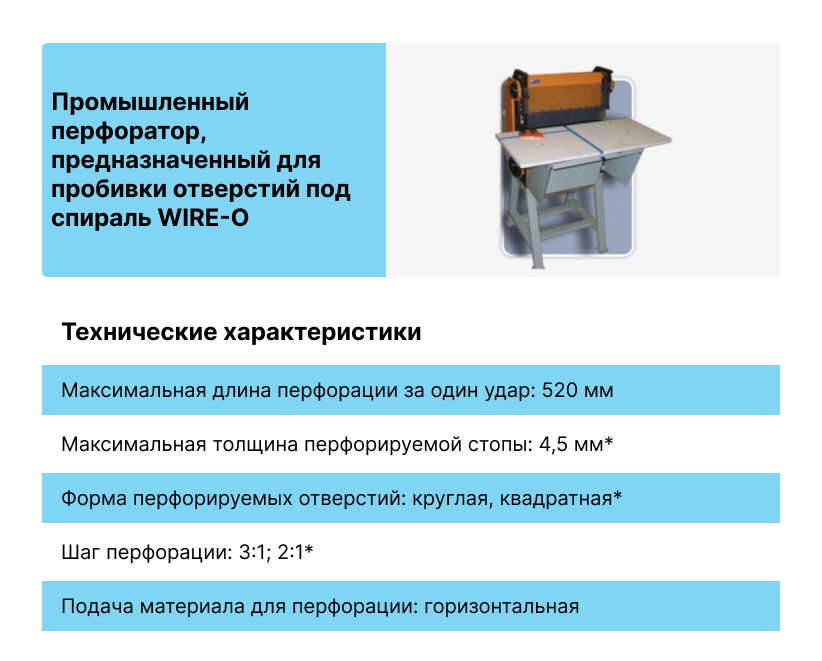 Промышленный
перфоратор,
предназначенный для
пробивки отверстий под
спираль WIRE-O
Технические характеристики
Максимальная длина перфорации за один удар: 520 мм
Максимальная толщина перфорируемой стопы: 4,5 мм*
Форма перфорируемых отверстий: круглая, квадратная*
Шаг перфорации: 3:1; 2:1*
Подача материала для перфорации: горизонтальная